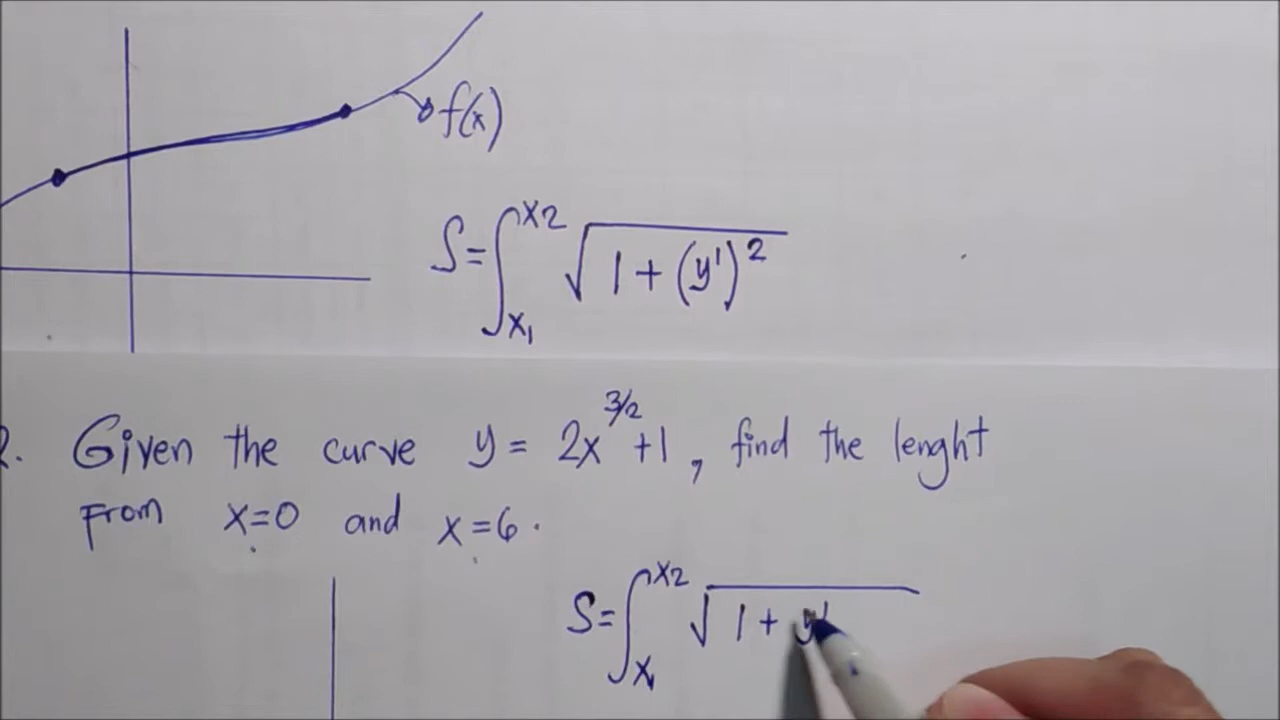 f(x)
S = ∫_{x1}^{x2} √(1 + (y')²)
2. Given the curve y = 2x^{3/2} + 1, find the lenght
From x=0 and x=6.
S = ∫_{x1}^{x2} √(1 + y'